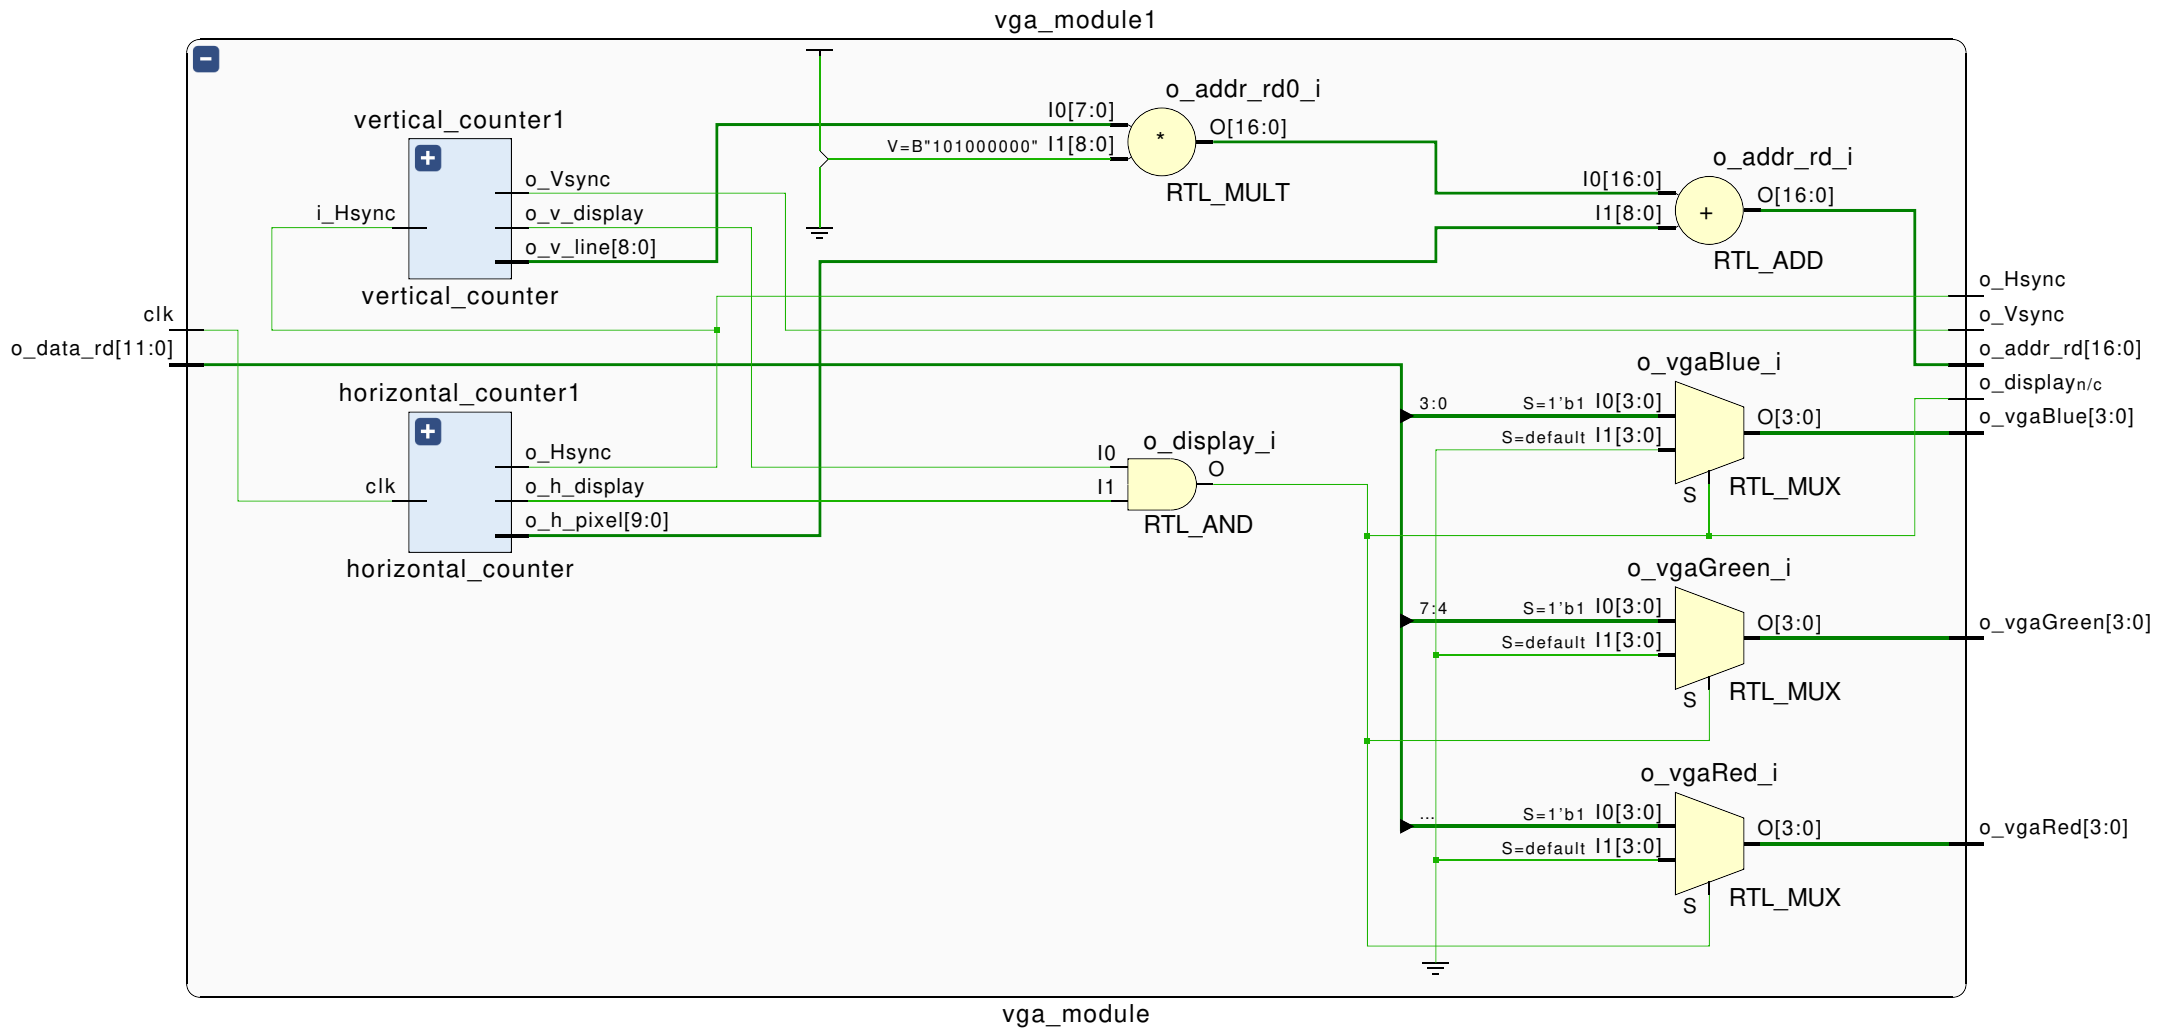 vga_module1
vertical_counter1
i_Hsync
o_Vsync
o_v_display
o_v_line[8:0]
vertical_counter
o_addr_rd0_i
I0[7:0]
V=B"101000000" I1[8:0]
*
O[16:0]
RTL_MULT
o_addr_rd_i
I0[16:0]
I1[8:0]
+
O[16:0]
RTL_ADD
clk
o_data_rd[11:0]
horizontal_counter1
clk
o_Hsync
o_h_display
o_h_pixel[9:0]
horizontal_counter
o_display_i
I0
I1
O
RTL_AND
o_vgaBlue_i
3:0
S=1'b1 I0[3:0]
S=default I1[3:0]
O[3:0]
S
RTL_MUX
o_vgaGreen_i
7:4
S=1'b1 I0[3:0]
S=default I1[3:0]
O[3:0]
S
RTL_MUX
o_vgaRed_i
...
S=1'b1 I0[3:0]
S=default I1[3:0]
O[3:0]
S
RTL_MUX
o_Hsync
o_Vsync
o_addr_rd[16:0]
o_display n/c
o_vgaBlue[3:0]
o_vgaGreen[3:0]
o_vgaRed[3:0]
vga_module